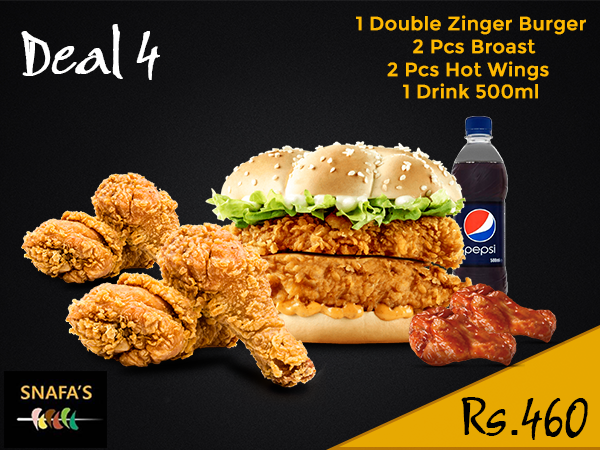 Deal 4
1 Double Zinger Burger
2 Pcs Broast
2 Pcs Hot Wings
1 Drink 500ml
pepsi
SNAFA'S
Rs.460